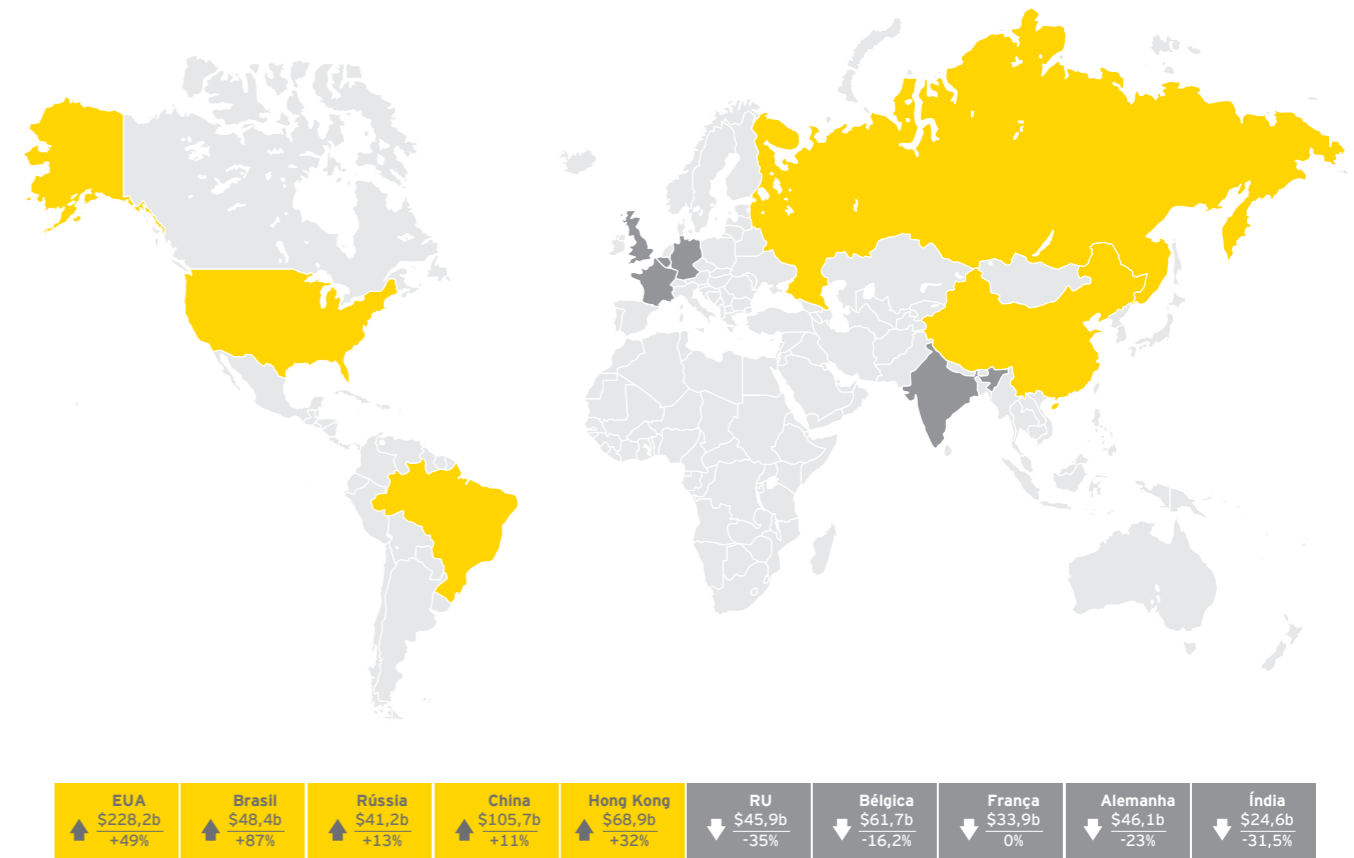 EUA
$228,2b
+49%
Brasil
$48,4b
+87%
Rússia
$41,2b
+13%
China
$105,7b
+11%
Hong Kong
$68,9b
+32%
RU
$45,9b
-35%
Bélgica
$61,7b
-16,2%
França
$33,9b
0%
Alemanha
$46,1b
-23%
Índia
$24,6b
-31,5%